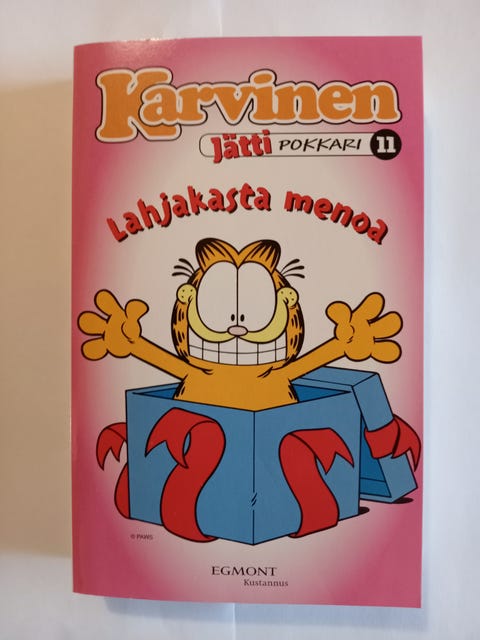 Karvinen
Jätti POKKARI 11
Lahjakasta menoa
© PAWS
EGMONT
Kustannus